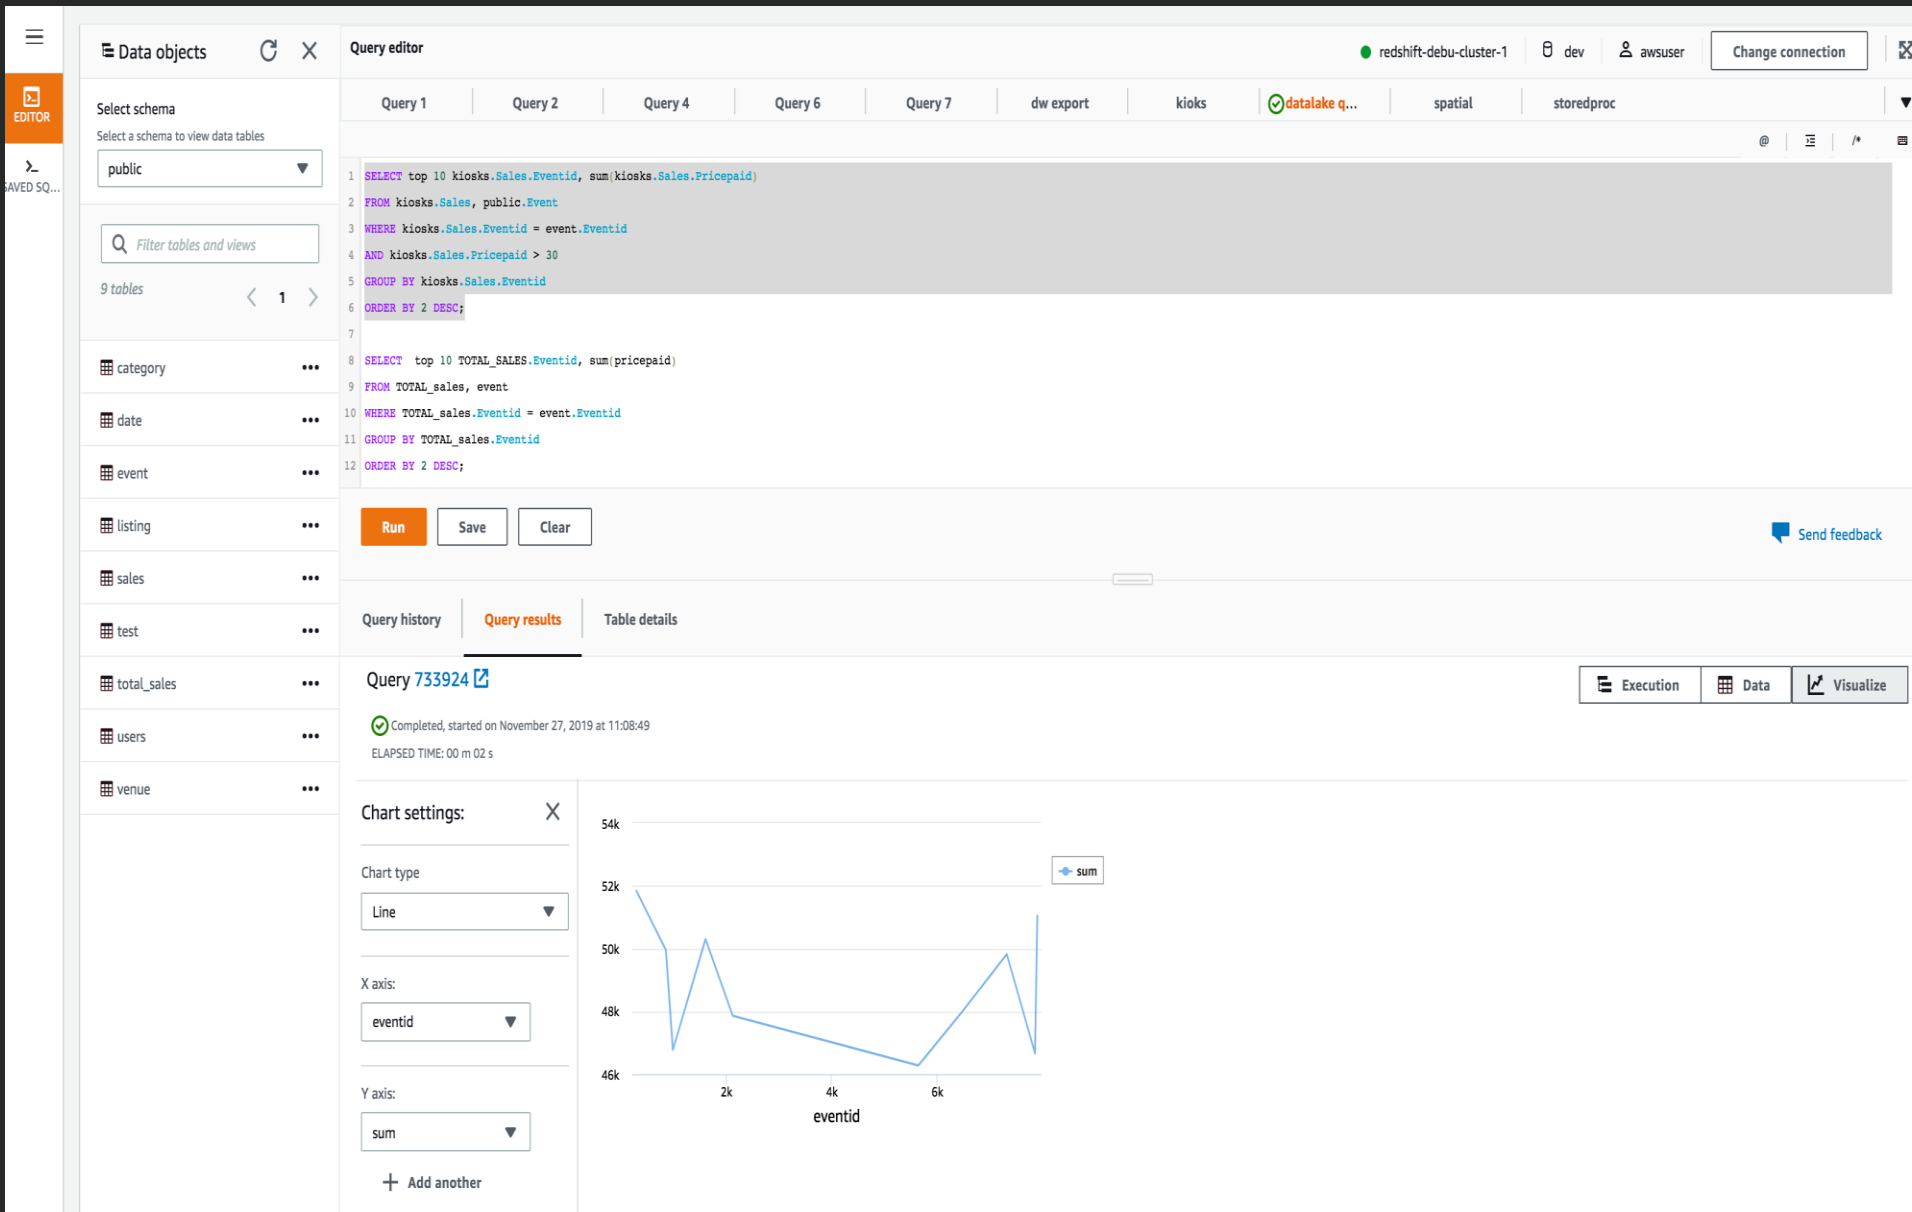 Data objects
Query editor
redshift-debu-cluster-1
dev
awsuser
Change connection
EDITOR
SAVED SQ...
Select schema
Select a schema to view data tables
public
Filter tables and views
9 tables
1
category
date
event
listing
sales
test
total_sales
users
venue
Query 1
Query 2
Query 4
Query 6
Query 7
dw export
kioks
datalake q...
spatial
storedproc
@
/*
1 SELECT top 10 kiosks.Sales.Eventid, sum(kiosks.Sales.Pricepaid)
2 FROM kiosks.Sales, public.Event
3 WHERE kiosks.Sales.Eventid = event.Eventid
4 AND kiosks.Sales.Pricepaid > 30
5 GROUP BY kiosks.Sales.Eventid
6 ORDER BY 2 DESC;
7
8 SELECT  top 10 TOTAL_SALES.Eventid, sum(pricepaid)
9 FROM TOTAL_sales, event
10 WHERE TOTAL_sales.Eventid = event.Eventid
11 GROUP BY TOTAL_sales.Eventid
12 ORDER BY 2 DESC;
Run
Save
Clear
Send feedback
Query history
Query results
Table details
Query 733924
Execution
Data
Visualize
Completed, started on November 27, 2019 at 11:08:49
ELAPSED TIME: 00 m 02 s
Chart settings:
Chart type
Line
X axis:
eventid
Y axis:
sum
Add another
54k
52k
50k
48k
46k
2k
4k
6k
eventid
sum